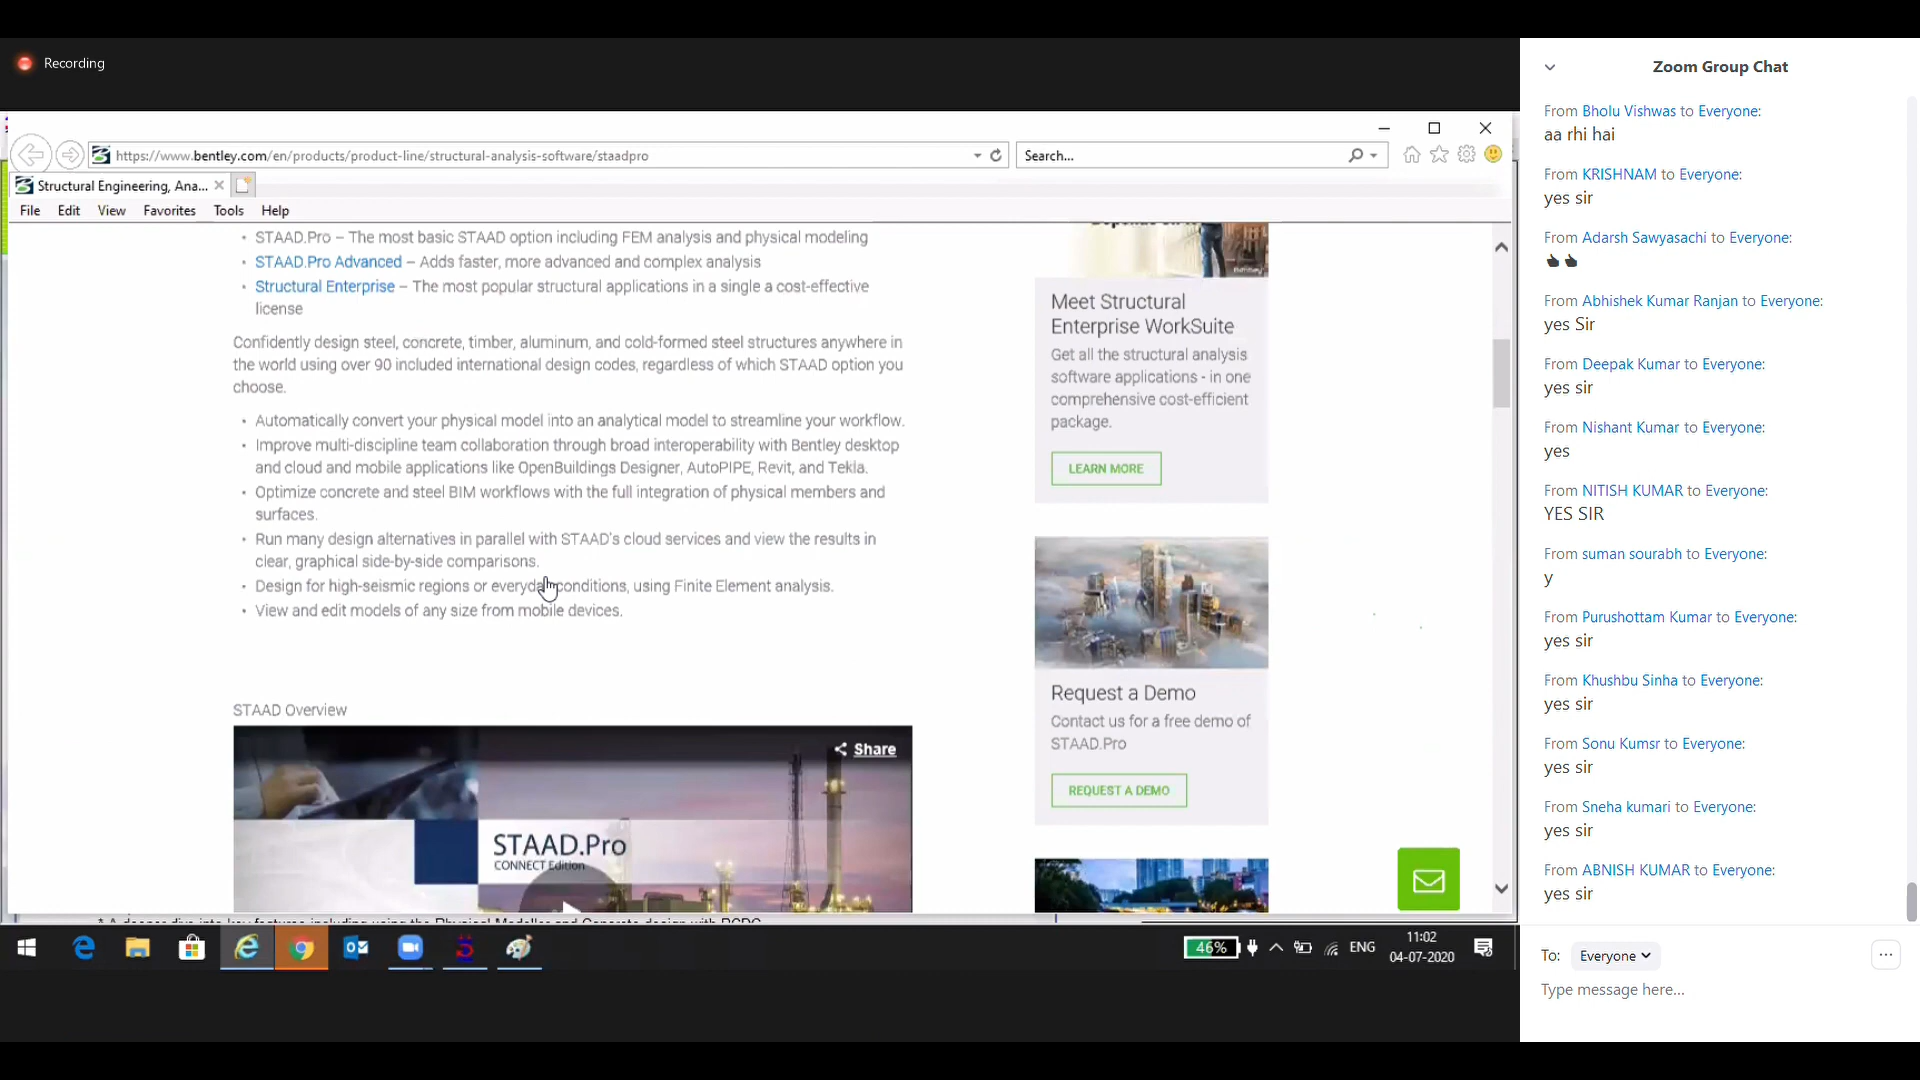 Recording
https://www.bentley.com/en/products/product-line/structural-analysis-software/staadpro
Search...
Structural Engineering, Ana...
File Edit View Favorites Tools Help
STAAD.Pro – The most basic STAAD option including FEM analysis and physical modeling
STAAD.Pro Advanced – Adds faster, more advanced and complex analysis
Structural Enterprise – The most popular structural applications in a single a cost-effective
license
Confidently design steel, concrete, timber, aluminum, and cold-formed steel structures anywhere in
the world using over 90 included international design codes, regardless of which STAAD option you
choose.
Automatically convert your physical model into an analytical model to streamline your workflow.
Improve multi-discipline team collaboration through broad interoperability with Bentley desktop
and cloud and mobile applications like OpenBuildings Designer, AutoPIPE, Revit, and Tekla.
Optimize concrete and steel BIM workflows with the full integration of physical members and
surfaces.
Run many design alternatives in parallel with STAAD's cloud services and view the results in
clear, graphical side-by-side comparisons.
Design for high-seismic regions or everyday conditions, using Finite Element analysis.
View and edit models of any size from mobile devices.
STAAD Overview
Share
STAAD.Pro
CONNECT Edition
Meet Structural
Enterprise WorkSuite
Get all the structural analysis
software applications - in one
comprehensive cost-efficient
package.
LEARN MORE
Request a Demo
Contact us for a free demo of
STAAD.Pro
REQUEST A DEMO
46%
ENG
11:02
04-07-2020
Zoom Group Chat
From Bholu Vishwas to Everyone:
aa rhi hai
From KRISHNAM to Everyone:
yes sir
From Adarsh Sawyasachi to Everyone:
From Abhishek Kumar Ranjan to Everyone:
yes Sir
From Deepak Kumar to Everyone:
yes sir
From Nishant Kumar to Everyone:
yes
From NITISH KUMAR to Everyone:
YES SIR
From suman sourabh to Everyone:
y
From Purushottam Kumar to Everyone:
yes sir
From Khushbu Sinha to Everyone:
yes sir
From Sonu Kumsr to Everyone:
yes sir
From Sneha kumari to Everyone:
yes sir
From ABNISH KUMAR to Everyone:
yes sir
To: Everyone
Type message here...